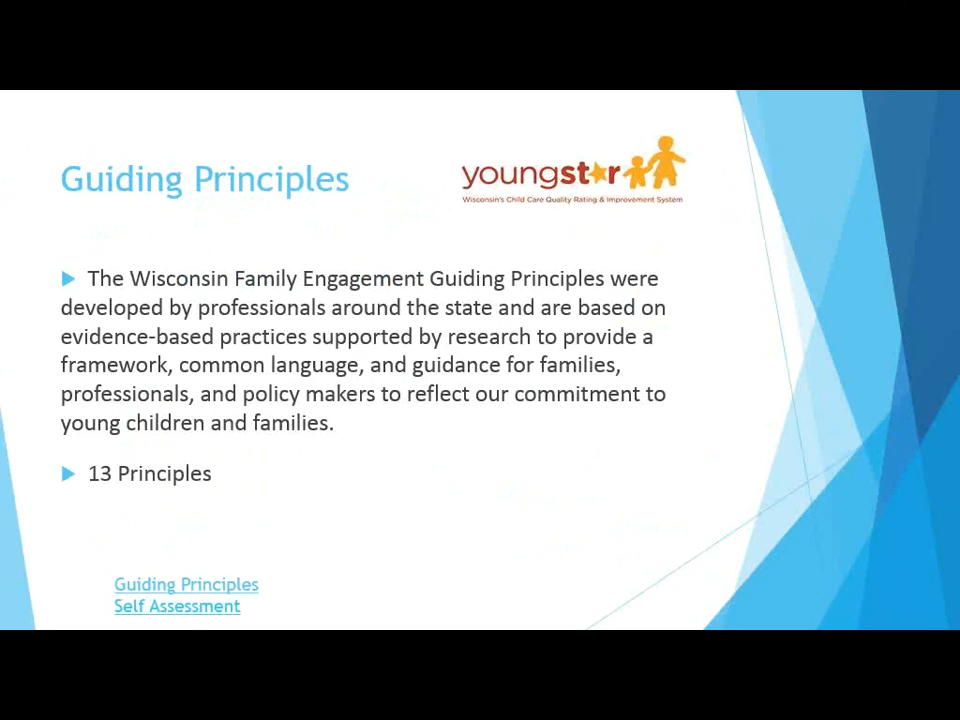 Guiding Principles
youngstar
Wisconsin's Child Care Quality Rating & Improvement System
The Wisconsin Family Engagement Guiding Principles were
developed by professionals around the state and are based on
evidence-based practices supported by research to provide a
framework, common language, and guidance for families,
professionals, and policy makers to reflect our commitment to
young children and families.
13 Principles
Guiding Principles
Self Assessment